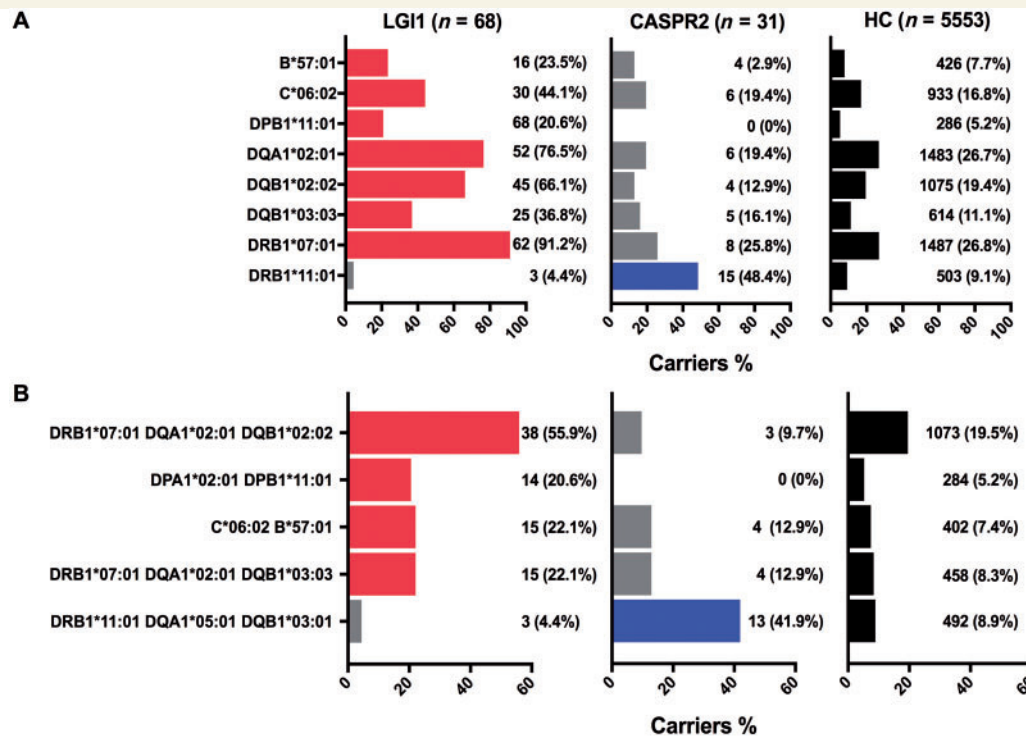 A
LGI1 (n = 68) CASPR2 (n = 31) HC (n = 5553)
B*57:01 16 (23.5%) 4 (2.9%) 426 (7.7%)
C*06:02 30 (44.1%) 6 (19.4%) 933 (16.8%)
DPB1*11:01 68 (20.6%) 0 (0%) 286 (5.2%)
DQA1*02:01 52 (76.5%) 6 (19.4%) 1483 (26.7%)
DQB1*02:02 45 (66.1%) 4 (12.9%) 1075 (19.4%)
DQB1*03:03 25 (36.8%) 5 (16.1%) 614 (11.1%)
DRB1*07:01 62 (91.2%) 8 (25.8%) 1487 (26.8%)
DRB1*11:01 3 (4.4%) 15 (48.4%) 503 (9.1%)
0 20 40 60 80 100 0 20 40 60 80 100 0 20 40 60 80 100
Carriers %
B
DRB1*07:01 DQA1*02:01 DQB1*02:02 38 (55.9%) 3 (9.7%) 1073 (19.5%)
DPA1*02:01 DPB1*11:01 14 (20.6%) 0 (0%) 284 (5.2%)
C*06:02 B*57:01 15 (22.1%) 4 (12.9%) 402 (7.4%)
DRB1*07:01 DQA1*02:01 DQB1*03:03 15 (22.1%) 4 (12.9%) 458 (8.3%)
DRB1*11:01 DQA1*05:01 DQB1*03:01 3 (4.4%) 13 (41.9%) 492 (8.9%)
0 20 40 60 0 20 40 60 0 20 40 60
Carriers %